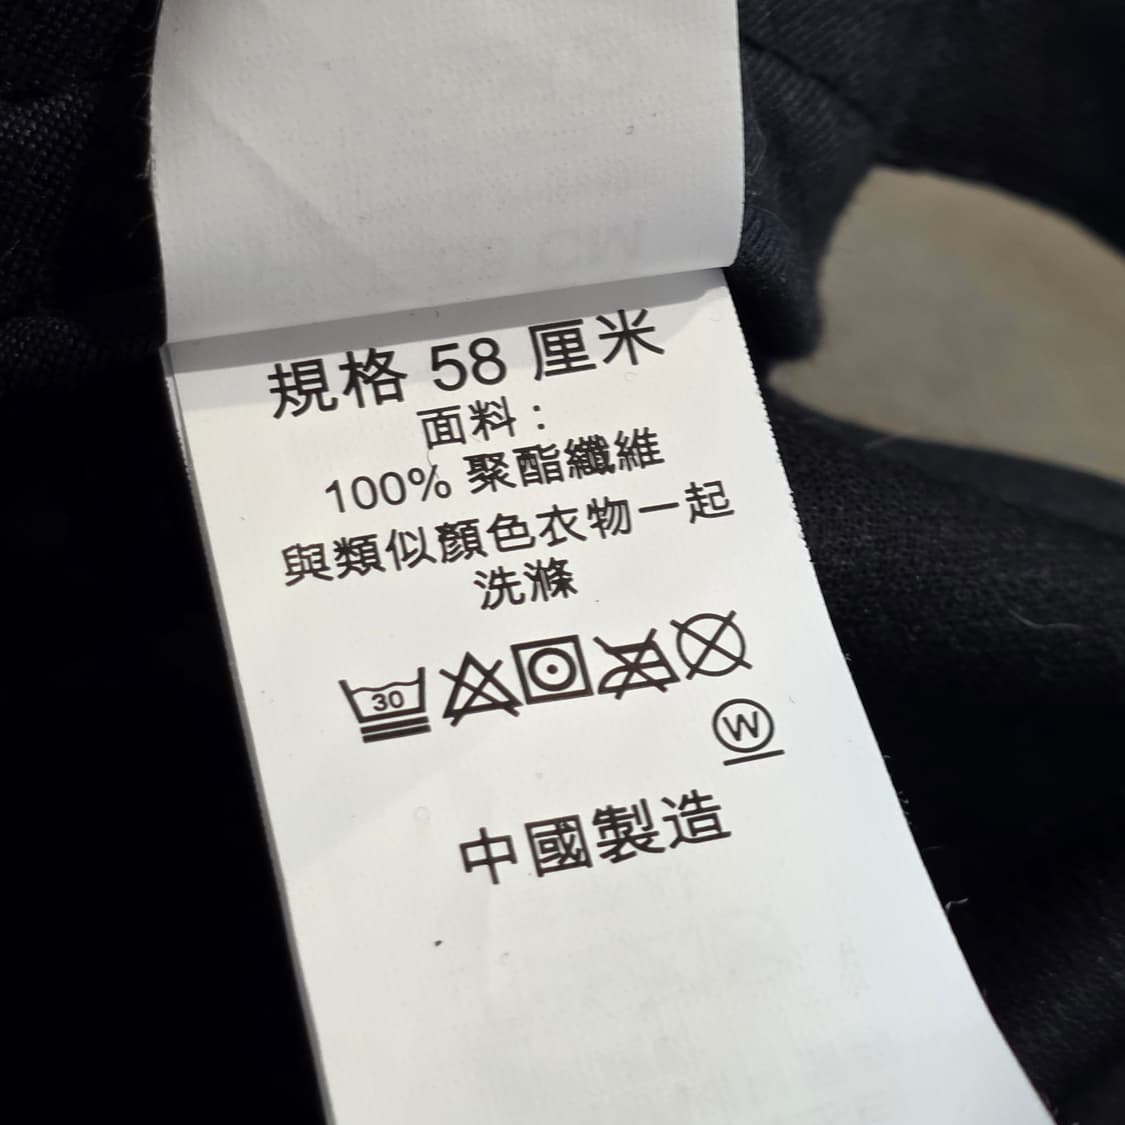 規格 58 厘米
面料：
100% 聚酯纖維
與類似顏色衣物一起
洗滌
30
W
中國製造